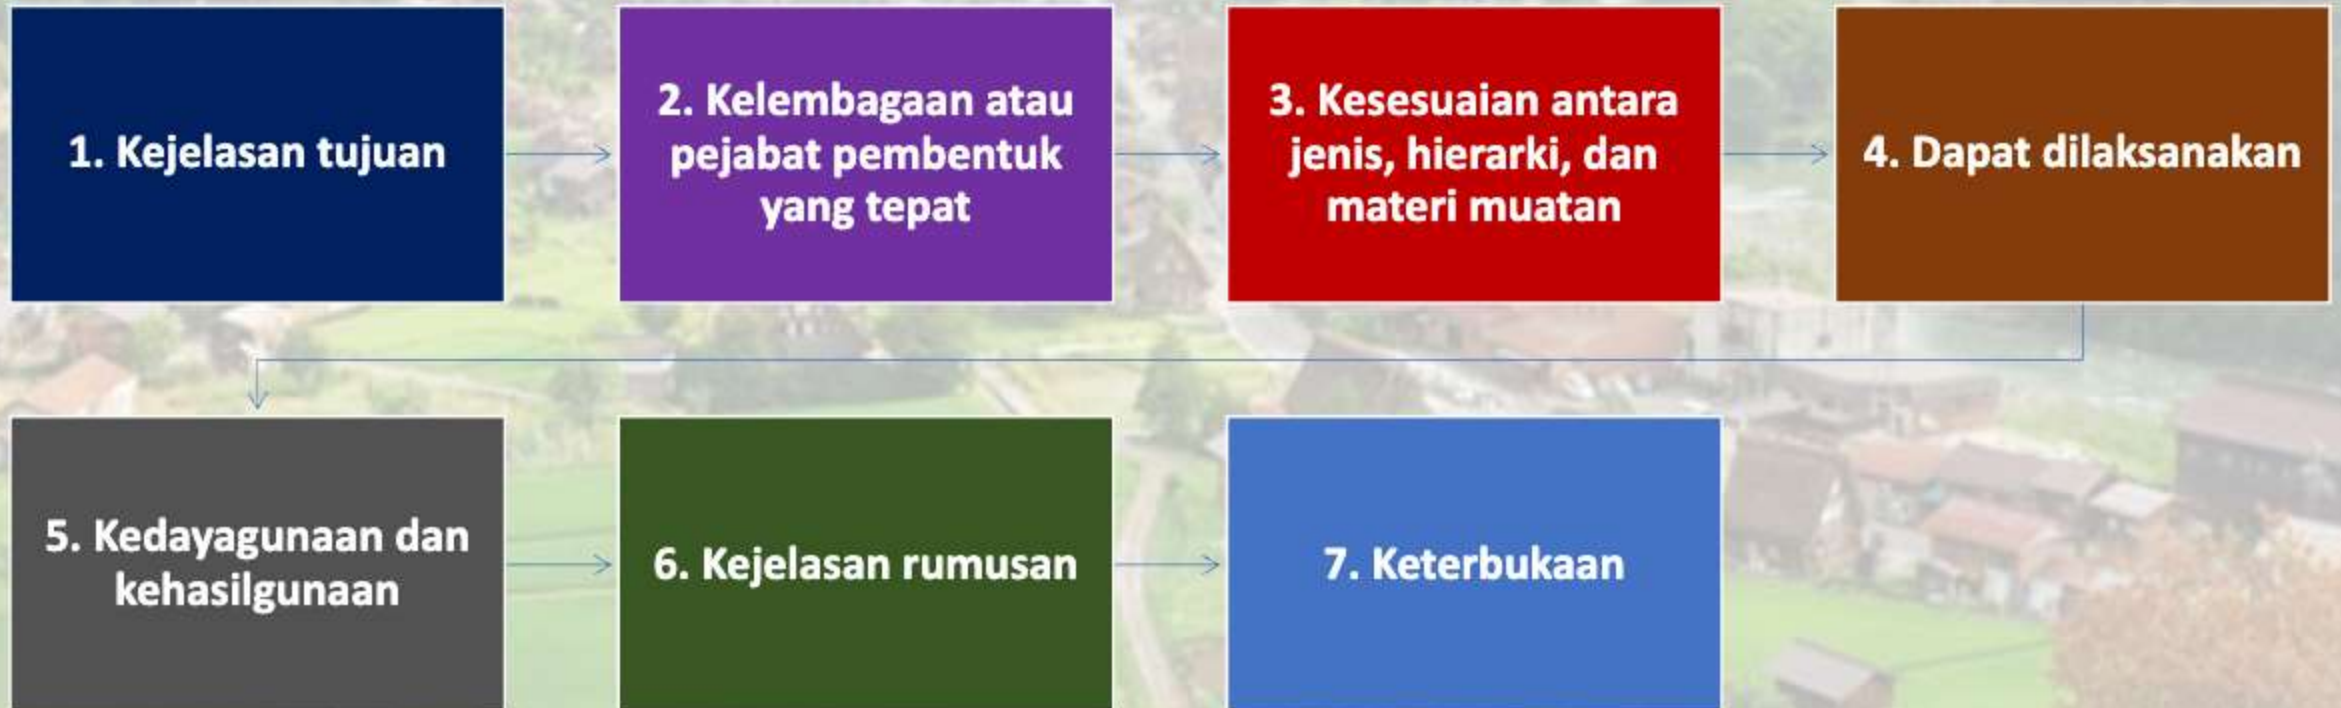 1. Kejelasan tujuan
2. Kelembagaan atau
pejabat pembentuk
yang tepat
3. Kesesuaian antara
jenis, hierarki, dan
materi muatan
4. Dapat dilaksanakan
5. Kedayagunaan dan
kehasilgunaan
6. Kejelasan rumusan
7. Keterbukaan